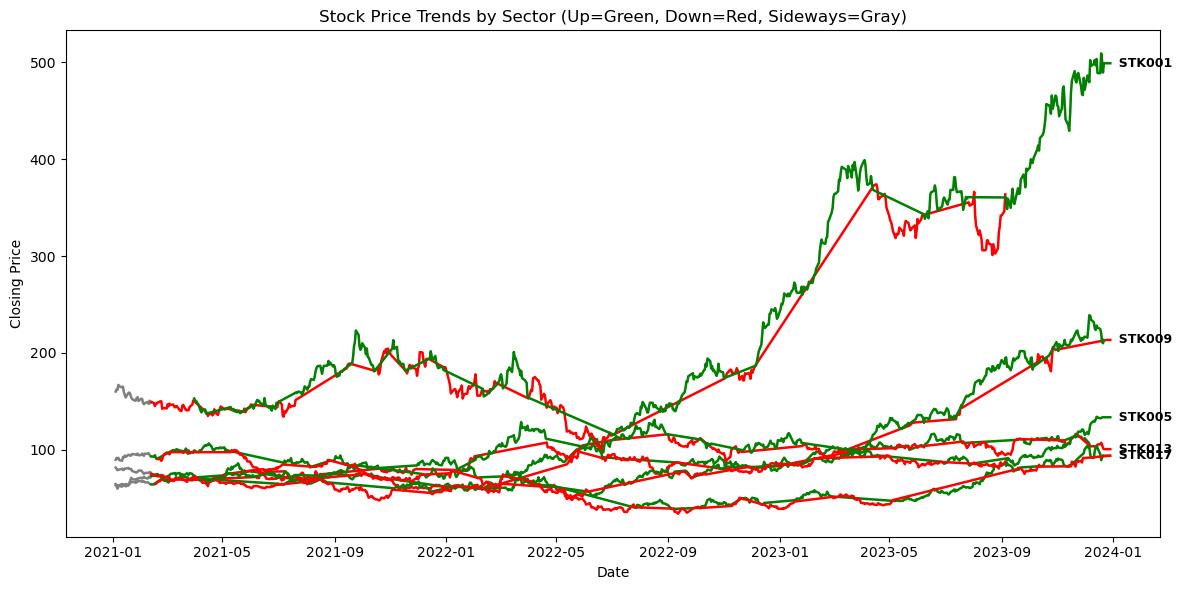 Stock Price Trends by Sector (Up=Green, Down=Red, Sideways=Gray)
Closing Price
500
400
300
200
100
STK001
STK009
STK005
STK013
STK017
2021-01
2021-05
2021-09
2022-01
2022-05
2022-09
2023-01
2023-05
2023-09
2024-01
Date